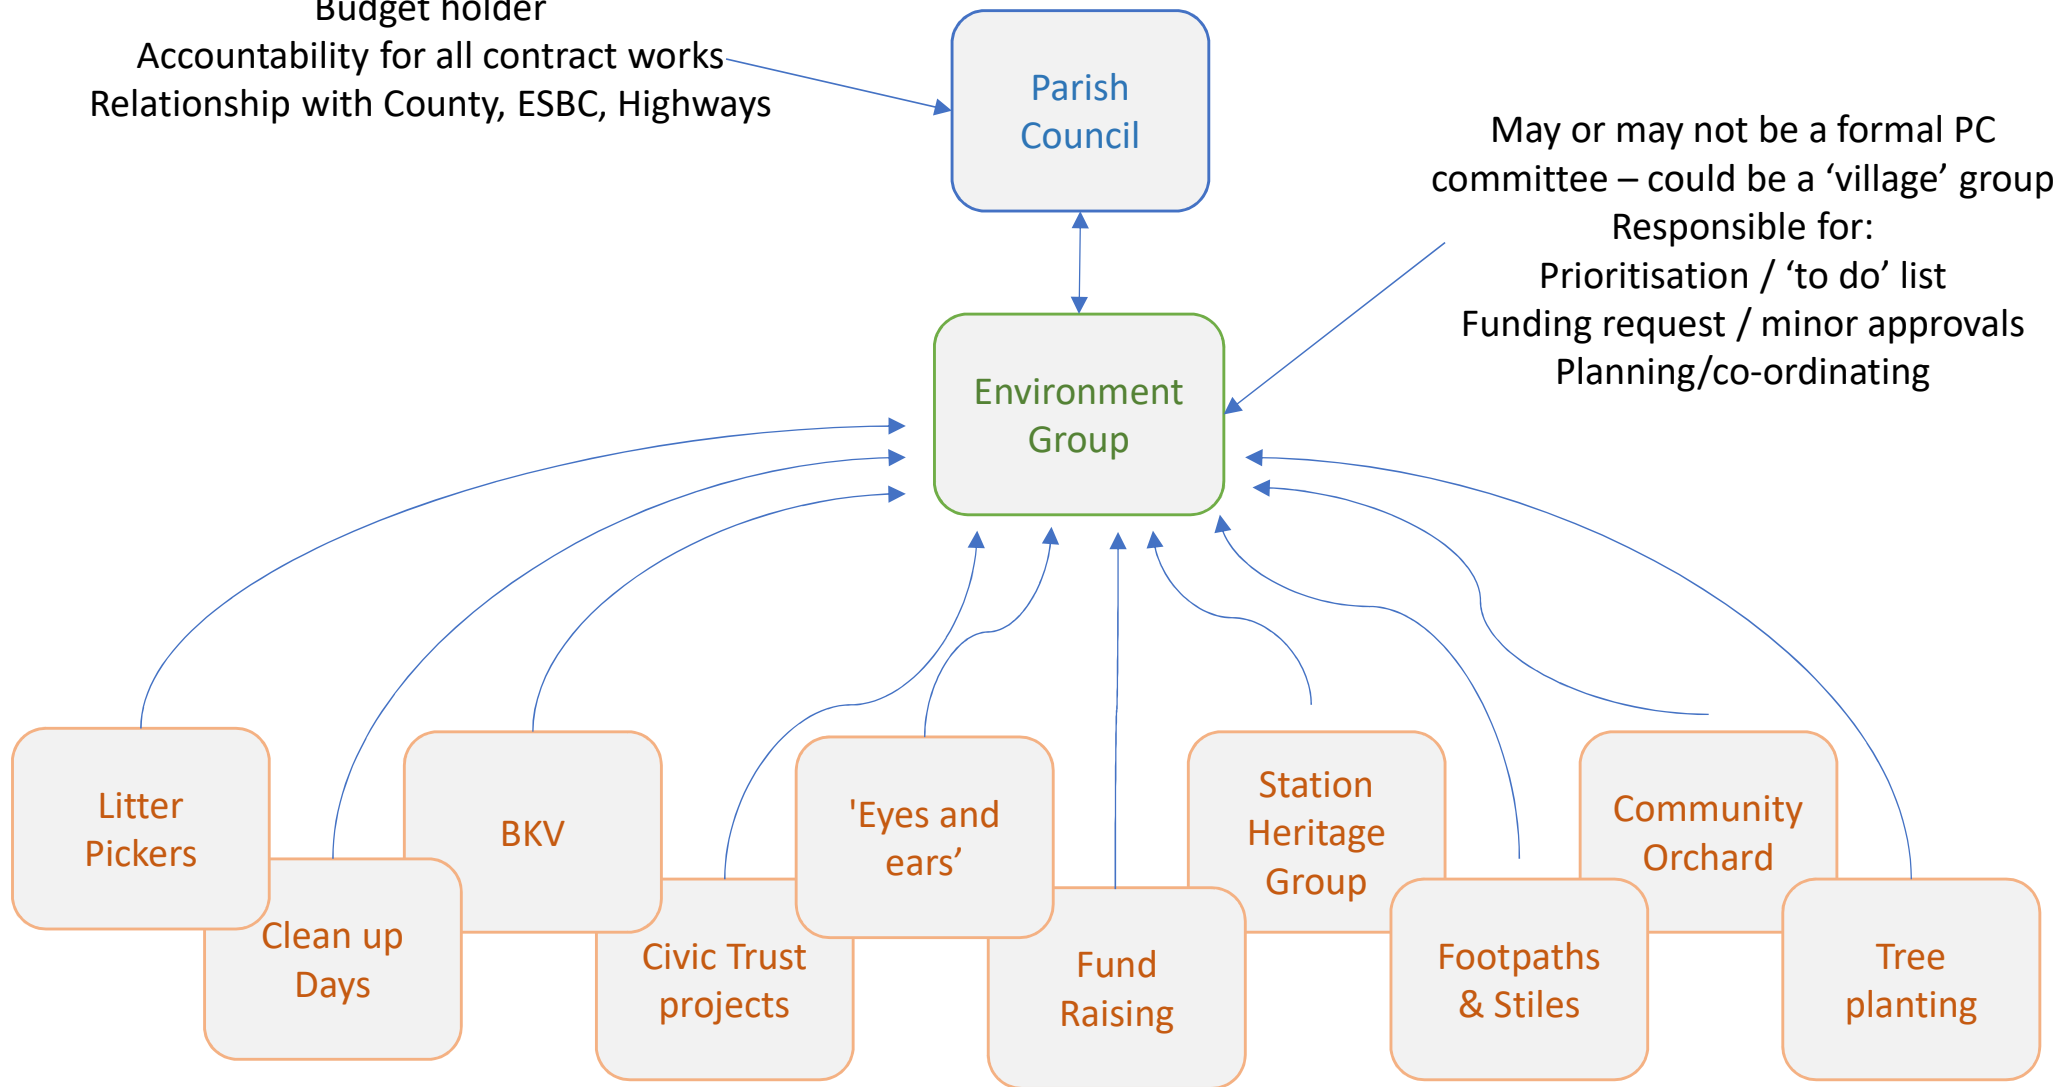 Budget holder
Accountability for all contract works
Relationship with County, ESBC, Highways
Parish
Council
May or may not be a formal PC
committee – could be a ‘village’ group
Responsible for:
Prioritisation / ‘to do’ list
Funding request / minor approvals
Planning/co-ordinating
Environment
Group
Litter
Pickers
Clean up
Days
BKV
Civic Trust
projects
'Eyes and
ears’
Fund
Raising
Station
Heritage
Group
Footpaths
& Stiles
Community
Orchard
Tree
planting